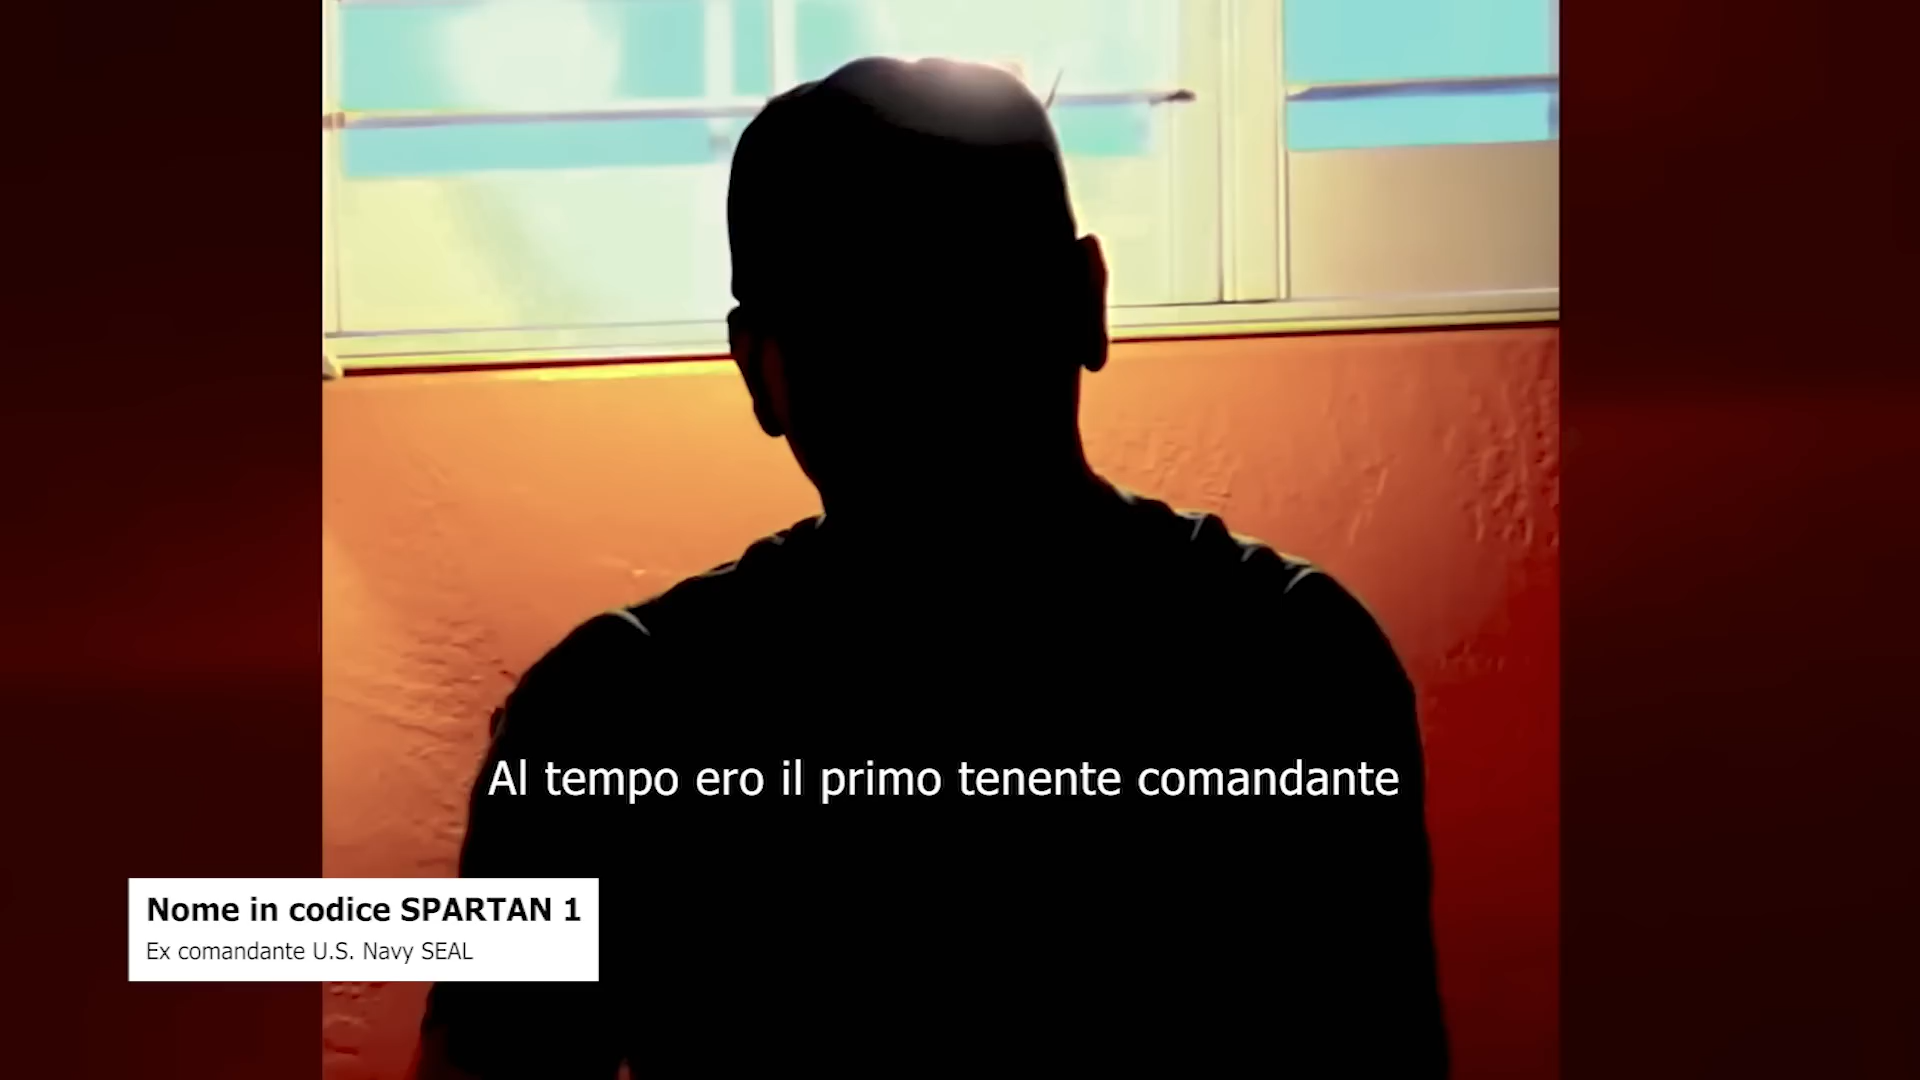 Al tempo ero il primo tenente comandante
Nome in codice SPARTAN 1
Ex comandante U.S. Navy SEAL